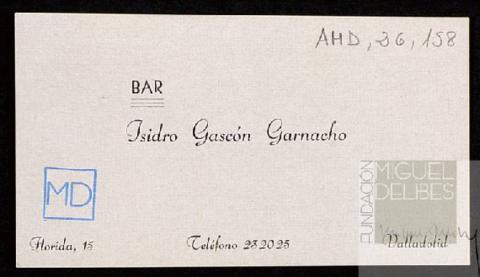 AHD, 36, 158
BAR
Isidro Gascón Garnacho
MD
FUNDACIÓN
MIGUEL
DELIBES
Florida, 15 Teléfono 232025 Valladolid